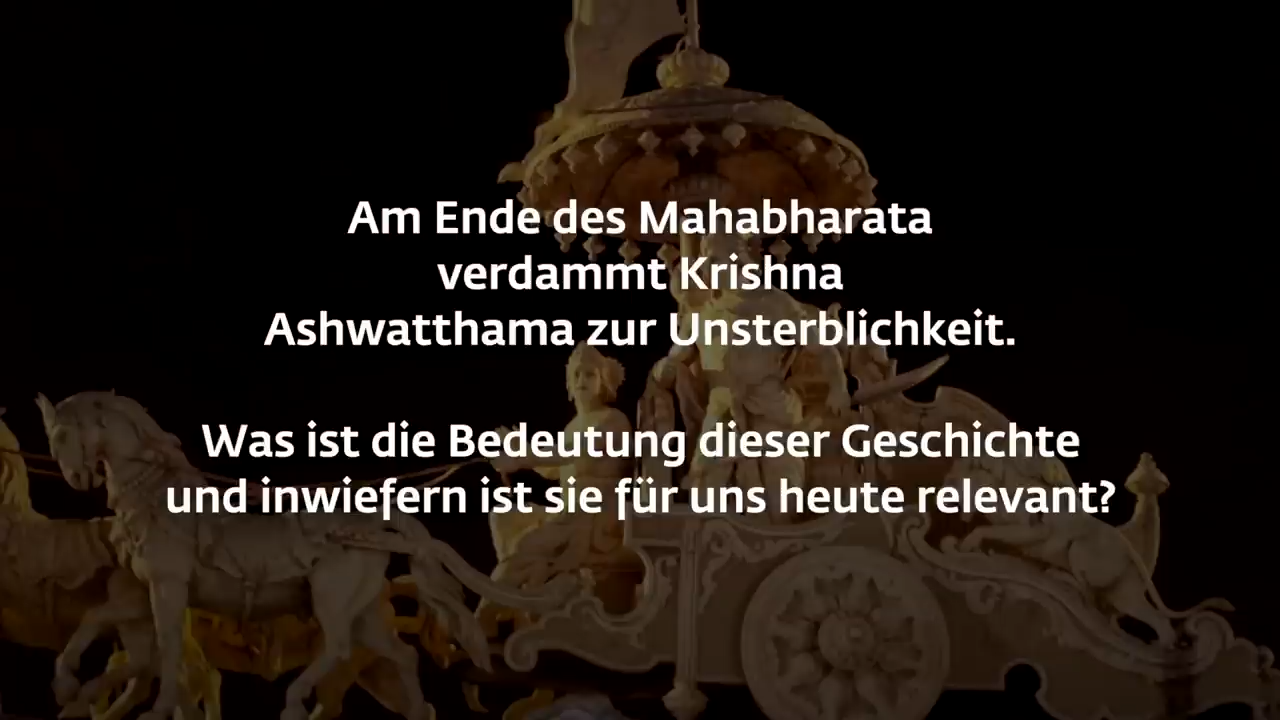 Am Ende des Mahabharata
verdammt Krishna
Ashwatthama zur Unsterblichkeit.
Was ist die Bedeutung dieser Geschichte
und inwiefern ist sie für uns heute relevant?